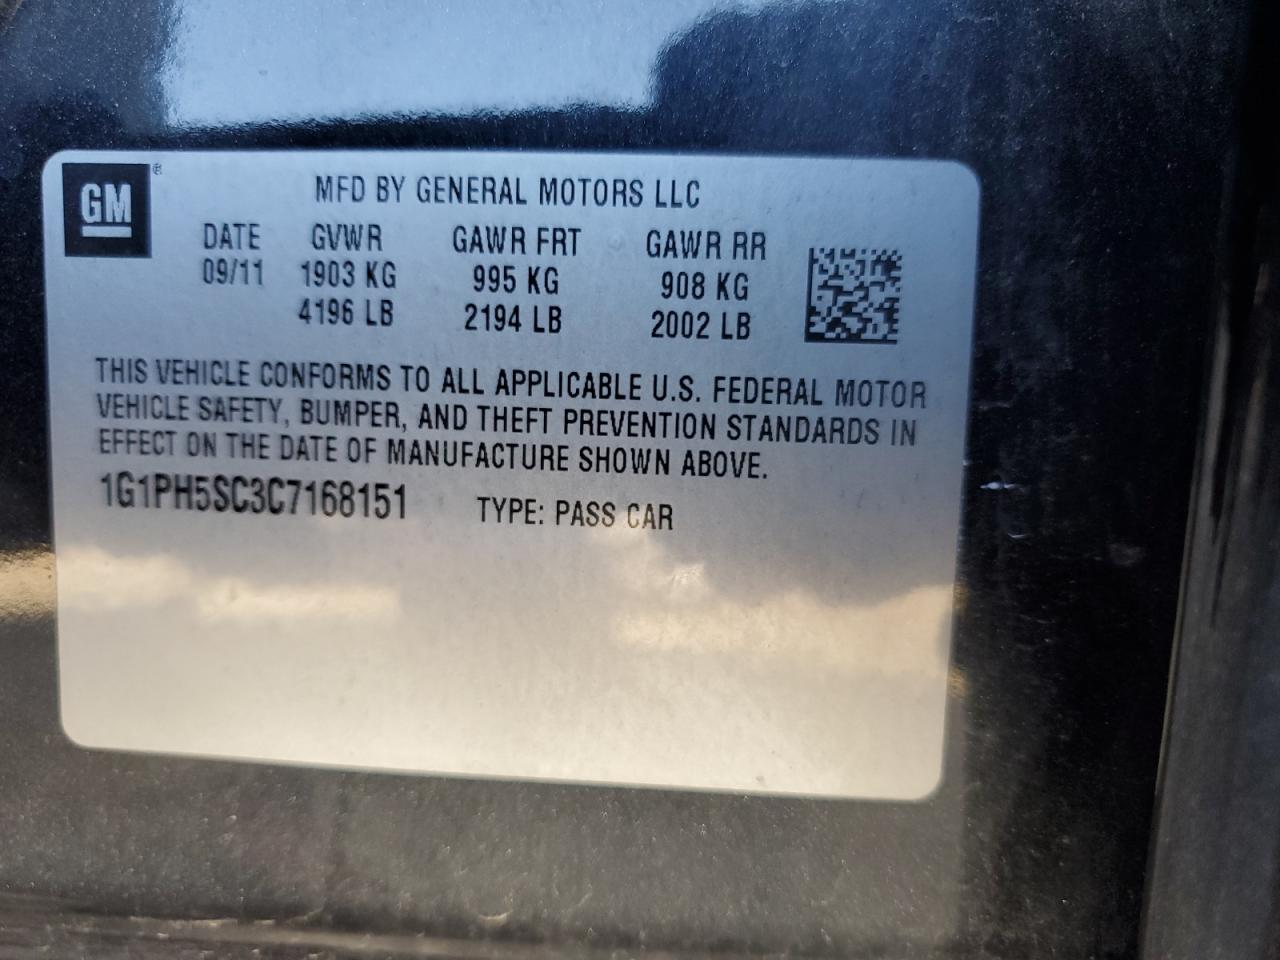 GM ®
MFD BY GENERAL MOTORS LLC
DATE GVWR GAWR FRT GAWR RR
09/11 1903 KG 995 KG 908 KG
4196 LB 2194 LB 2002 LB
THIS VEHICLE CONFORMS TO ALL APPLICABLE U.S. FEDERAL MOTOR
VEHICLE SAFETY, BUMPER, AND THEFT PREVENTION STANDARDS IN
EFFECT ON THE DATE OF MANUFACTURE SHOWN ABOVE.
1G1PH5SC3C7168151 TYPE: PASS CAR